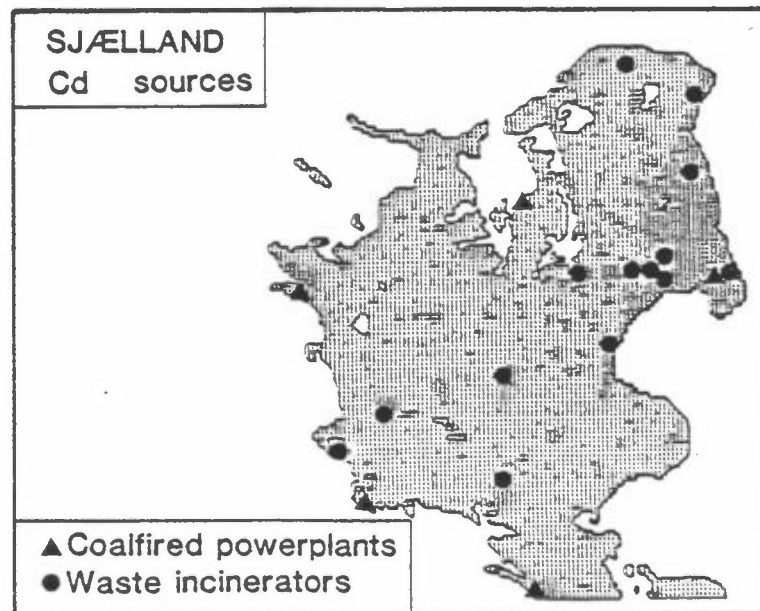 SJÆLLAND
Cd sources
▲ Coalfired powerplants
● Waste incinerators